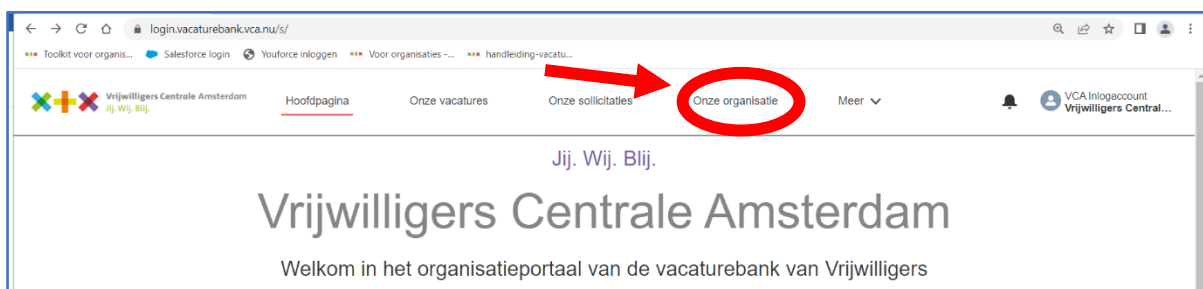 login.vacaturebank.vca.nu/s/
Toolkit voor organis... Salesforce login Youforce inloggen Voor organisaties -... handleiding-vacatu...
Vrijwilligers Centrale Amsterdam
Jij. Wij. Blij.
Hoofdpagina Onze vacatures Onze sollicitaties Onze organisatie Meer
VCA Inlogaccount
Vrijwilligers Central...
Jij. Wij. Blij.
Vrijwilligers Centrale Amsterdam
Welkom in het organisatieportaal van de vacaturebank van Vrijwilligers